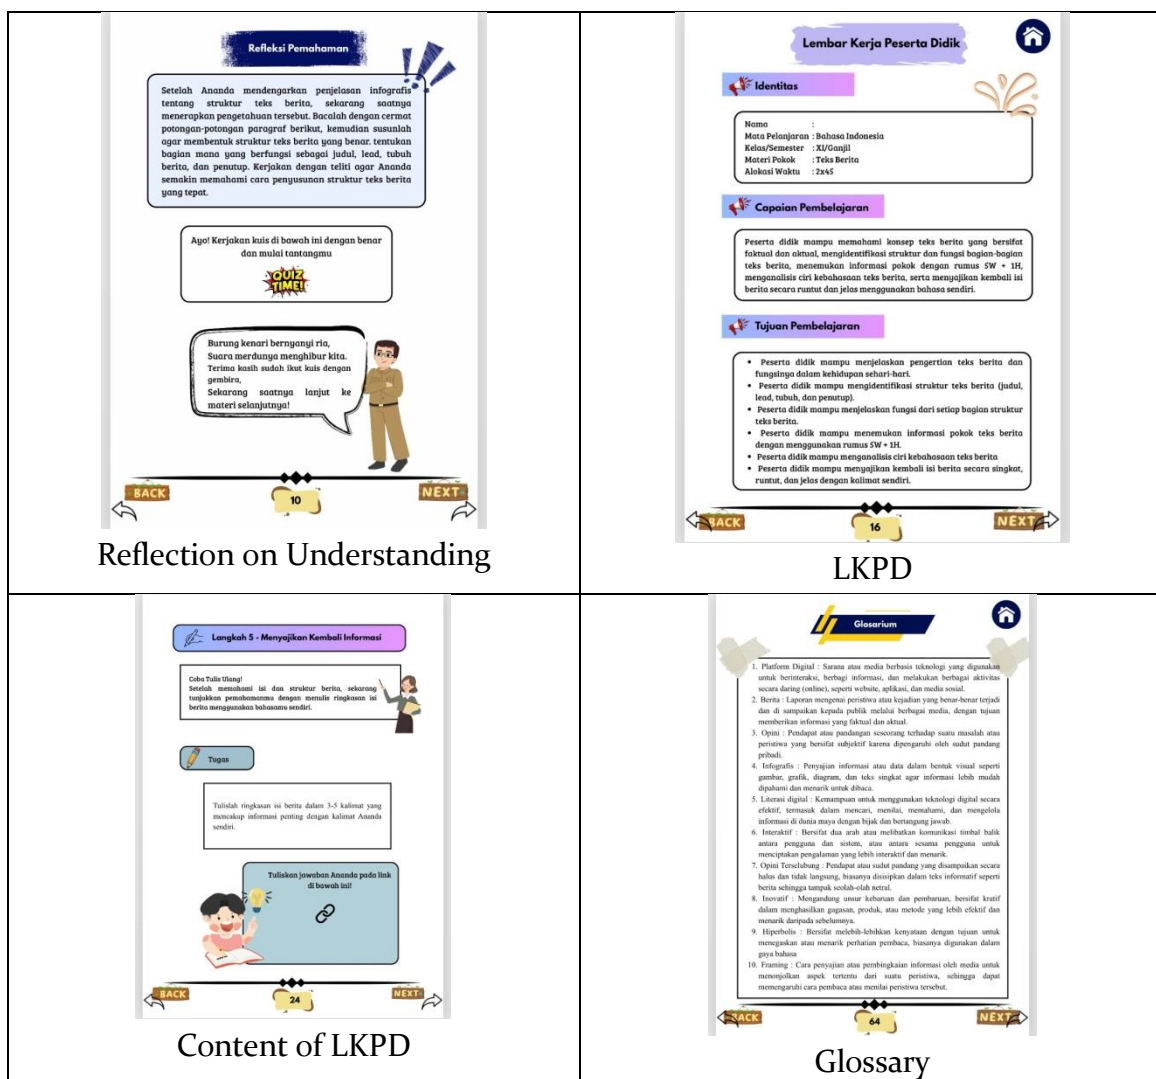 Refleksi Pemahaman
Setelah Ananda mendengarkan penjelasan infografis
tentang struktur teks berita, sekarang saatnya
menerapkan pengetahuan tersebut. Bacalah dengan cermat
potongan-potongan paragraf berikut, kemudian susunlah
agar membentuk struktur teks berita yang benar. tentukan
bagian mana yang berfungsi sebagai judul, lead, tubuh
berita, dan penutup. Kerjakan dengan teliti agar Ananda
semakin memahami cara penyusunan struktur teks berita
yang tepat.
Ayo! Kerjakan kuis di bawah ini dengan benar
dan mulai tantangmu
QUIZ
TIME!
Burung kenari bernyanyi ria,
Suara merdunya menghibur kita.
Terima kasih sudah ikut kuis dengan
gembira,
Sekarang saatnya lanjut ke
materi selanjutnya!
BACK
10
NEXT
Reflection on Understanding
Lembar Kerja Peserta Didik
Identitas
Nama :
Mata Pelanjaran : Bahasa Indonesia
Kelas/Semester : XI/Ganjil
Materi Pokok : Teks Berita
Alokasi Waktu : 2x45
Capaian Pembelajaran
Peserta didik mampu memahami konsep teks berita yang bersifat
faktual dan aktual, mengidentifikasi struktur dan fungsi bagian-bagian
teks berita, menemukan informasi pokok dengan rumus 5W + 1H,
menganalisis ciri kebahasaan teks berita, serta menyajikan kembali isi
berita secara runtut dan jelas menggunakan bahasa sendiri.
Tujuan Pembelajaran
• Peserta didik mampu menjelaskan pengertian teks berita dan
fungsinya dalam kehidupan sehari-hari.
• Peserta didik mampu mengidentifikasi struktur teks berita (judul,
lead, tubuh, dan penutup).
• Peserta didik mampu menjelaskan fungsi dari setiap bagian struktur
teks berita.
• Peserta didik mampu menemukan informasi pokok teks berita
dengan menggunakan rumus 5W + 1H.
• Peserta didik mampu menganalisis ciri kebahasaan teks berita
• Peserta didik mampu menyajikan kembali isi berita secara singkat,
runtut, dan jelas dengan kalimat sendiri.
BACK
16
NEXT
LKPD
Langkah 5 - Menyajikan Kembali Informasi
Coba Tulis Ulang!
Setelah memahami isi dan struktur berita, sekarang
tunjukkan pemahamanmu dengan menulis ringkasan isi
berita menggunakan bahasamu sendiri.
Tugas
Tulislah ringkasan isi berita dalam 3-5 kalimat yang
mencakup informasi penting dengan kalimat Ananda
sendiri.
Tuliskan jawaban Ananda pada link
di bawah ini!
BACK
24
NEXT
Content of LKPD
Glosarium
1. Platform Digital : Sarana atau media berbasis teknologi yang digunakan
untuk berinteraksi, berbagi informasi, dan melakukan berbagai aktivitas
secara daring (online), seperti website, aplikasi, dan media sosial.
2. Berita : Laporan mengenai peristiwa atau kejadian yang benar-benar terjadi
dan di sampaikan kepada publik melalui berbagai media, dengan tujuan
memberikan informasi yang faktual dan aktual.
3. Opini : Pendapat atau pandangan seseorang terhadap suatu masalah atau
peristiwa yang bersifat subjektif karena dipengaruhi oleh sudut pandang
pribadi.
4. Infografis : Penyajian informasi atau data dalam bentuk visual seperti
gambar, grafik, diagram, dan teks singkat agar informasi lebih mudah
dipahami dan menarik untuk dibaca.
5. Literasi digital : Kemampuan untuk menggunakan teknologi digital secara
efektif, termasuk dalam mencari, menilai, memahami, dan mengelola
informasi di dunia maya dengan bijak dan bertangung jawab.
6. Interaktif : Bersifat dua arah atau melibatkan komunikasi timbal balik
antara pengguna dan sistem, atau antara sesama pengguna untuk
menciptakan pengalaman yang lebih interaktif dan menarik.
7. Opini Terselubung : Pendapat atau sudut pandang yang disampaikan secara
halus dan tidak langsung, biasanya disisipkan dalam teks informatif seperti
berita sehingga tampak seolah-olah netral.
8. Inovatif : Mengandung unsur kebaruan dan pembaruan, bersifat kratif
dalam menghasilkan gagasan, produk, atau metode yang lebih efektif dan
menarik daripada sebelumnya.
9. Hiperbolis : Bersifat melebih-lebihkan kenyataan dengan tujuan untuk
menegaskan atau menarik perhatian pembaca, biasanya digunakan dalam
gaya bahasa
10. Framing : Cara penyajian atau pembingkaian informasi oleh media untuk
menonjolkan aspek tertentu dari suatu peristiwa, sehingga dapat
memengaruhi cara pembaca atau menilai peristiwa tersebut.
BACK
64
NEXT
Glossary